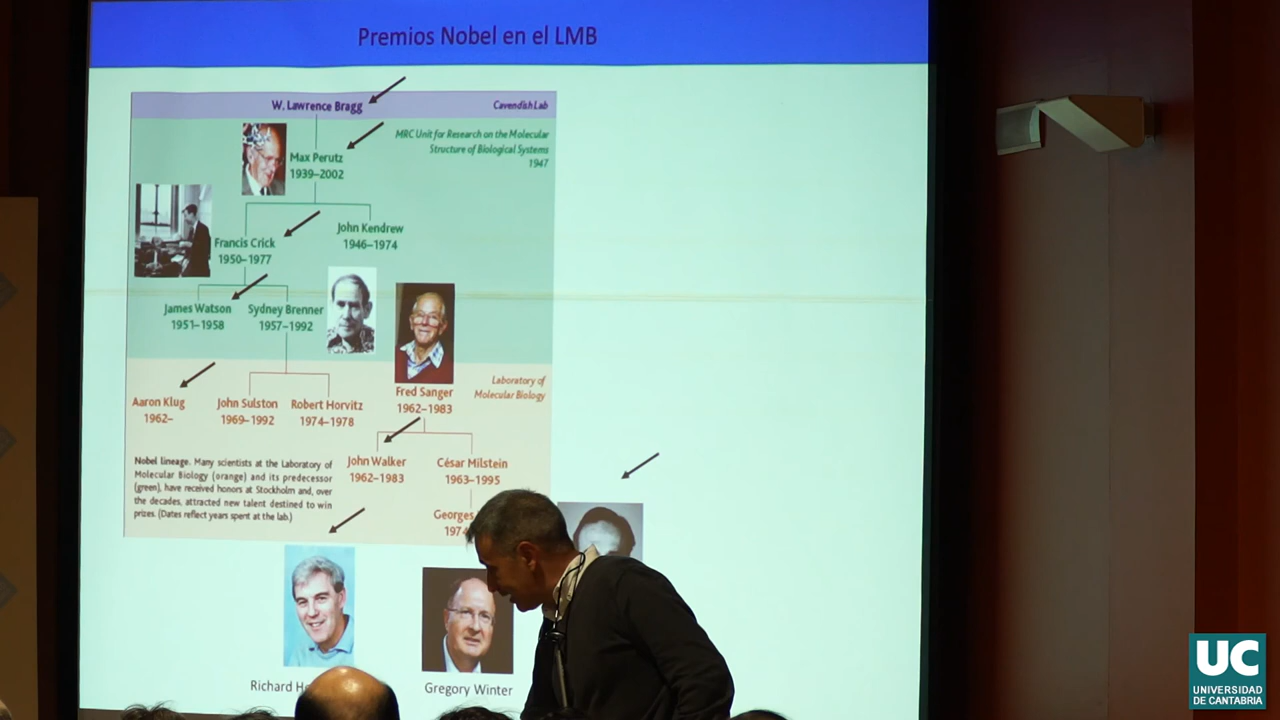 Premios Nobel en el LMB
W. Lawrence Bragg
Cavendish Lab
MRC Unit for Research on the Molecular
Structure of Biological Systems
1947
Max Perutz
1939–2002
Francis Crick
1950–1977
John Kendrew
1946–1974
James Watson
1951–1958
Sydney Brenner
1957–1992
Aaron Klug
1962–
John Sulston
1969–1992
Robert Horvitz
1974–1978
Fred Sanger
1962–1983
Laboratory of
Molecular Biology
John Walker
1962–1983
César Milstein
1963–1995
Georges
Nobel lineage. Many scientists at the Laboratory of
Molecular Biology (orange) and its predecessor
(green), have received honors at Stockholm and, over
the decades, attracted new talent destined to win
prizes. (Dates reflect years spent at the lab.)
Richard
Gregory Winter
UC
UNIVERSIDAD
DE CANTABRIA